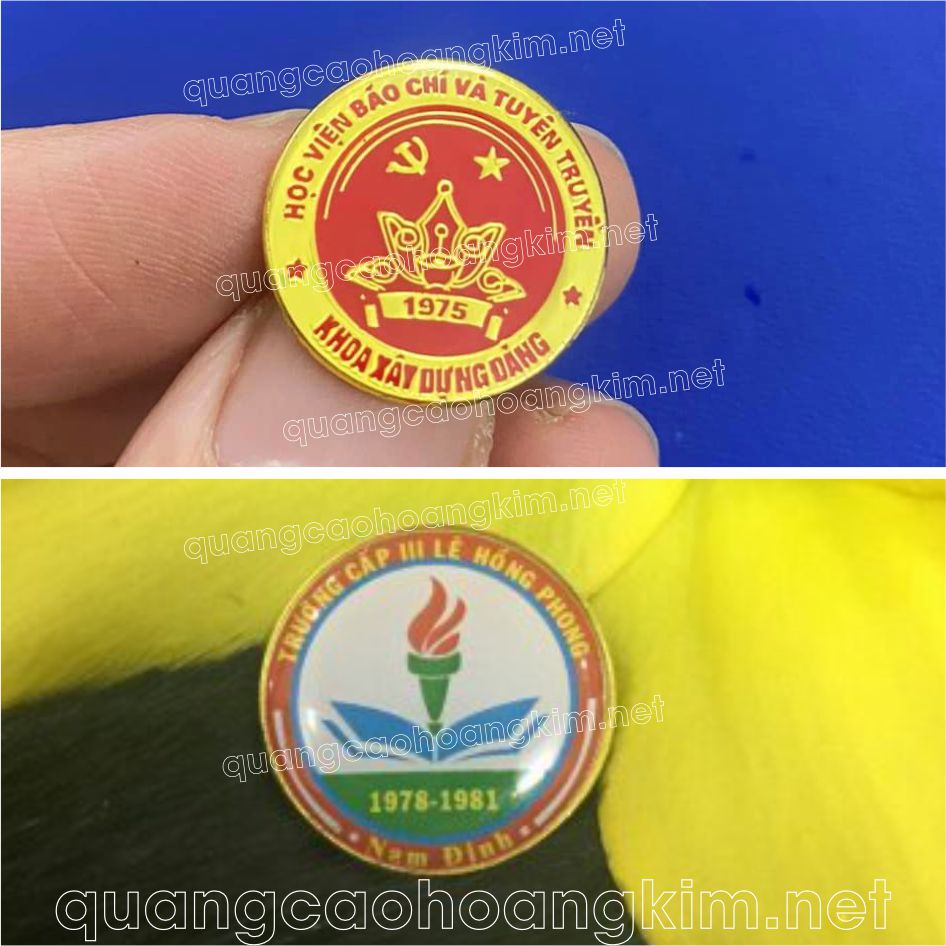 quangcaohoangkim.net
HỌC VIỆN BÁO CHÍ VÀ TUYÊN TRUYỀN
quangcaohoangkim.net
1975
KHOA XÂY DỰNG ĐẢNG
quangcaohoangkim.net
quangcaohoangkim.net
TRƯỜNG CẤP III LÊ HỒNG PHONG
quangcaohoangkim.net
1978-1981
Nam Định
quangcaohoangkim.net